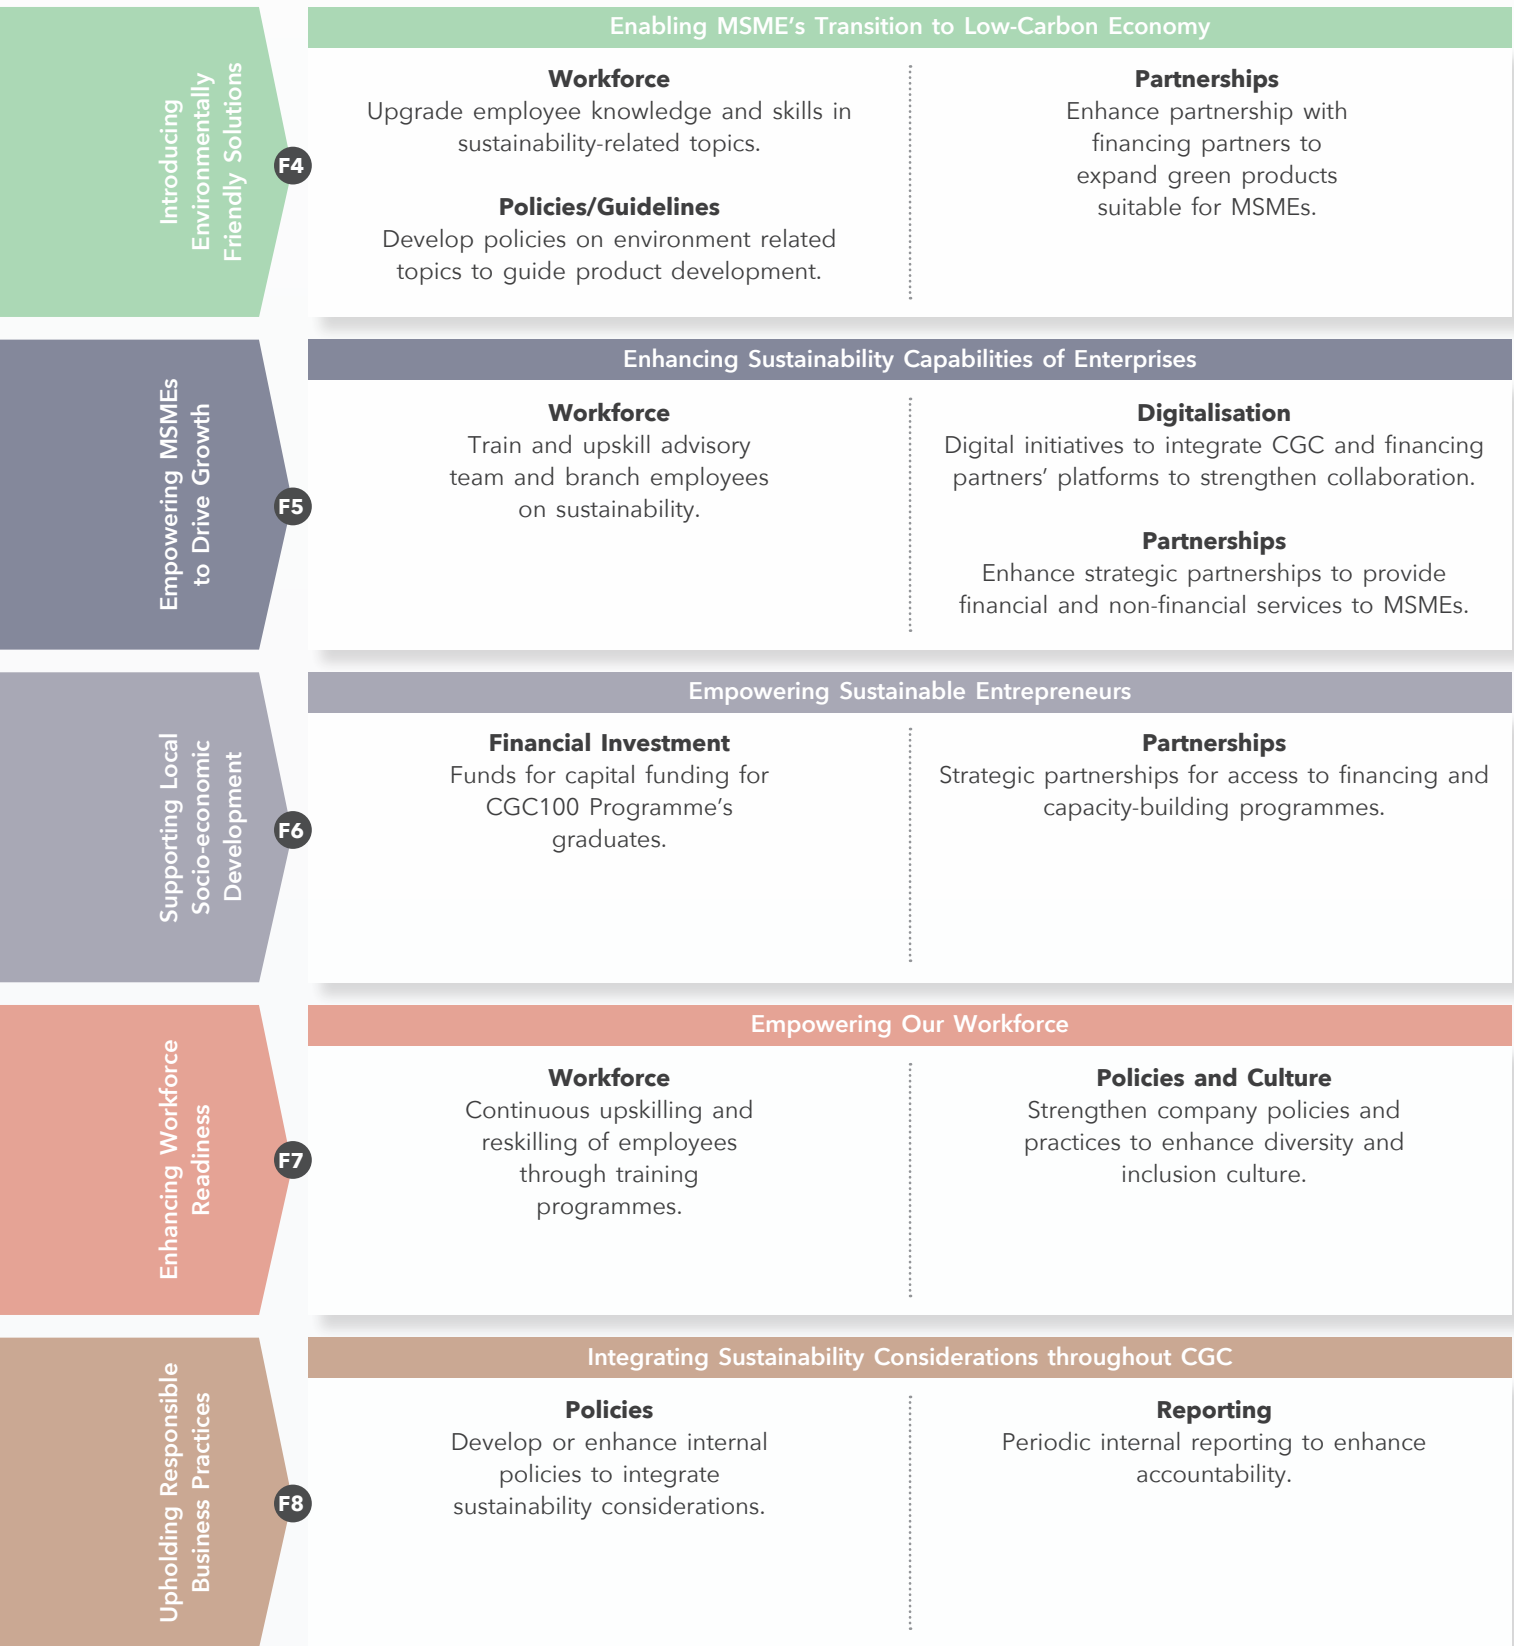 Introducing
Environmentally
Friendly Solutions
F4
Enabling MSME's Transition to Low-Carbon Economy
Workforce
Upgrade employee knowledge and skills in
sustainability-related topics.
Policies/Guidelines
Develop policies on environment related
topics to guide product development.
Partnerships
Enhance partnership with
financing partners to
expand green products
suitable for MSMEs.
Empowering MSMEs
to Drive Growth
F5
Enhancing Sustainability Capabilities of Enterprises
Workforce
Train and upskill advisory
team and branch employees
on sustainability.
Digitalisation
Digital initiatives to integrate CGC and financing
partners' platforms to strengthen collaboration.
Partnerships
Enhance strategic partnerships to provide
financial and non-financial services to MSMEs.
Supporting Local
Socio-economic
Development
F6
Empowering Sustainable Entrepreneurs
Financial Investment
Funds for capital funding for
CGC100 Programme's
graduates.
Partnerships
Strategic partnerships for access to financing and
capacity-building programmes.
Enhancing Workforce
Readiness
F7
Empowering Our Workforce
Workforce
Continuous upskilling and
reskilling of employees
through training
programmes.
Policies and Culture
Strengthen company policies and
practices to enhance diversity and
inclusion culture.
Upholding Responsible
Business Practices
F8
Integrating Sustainability Considerations throughout CGC
Policies
Develop or enhance internal
policies to integrate
sustainability considerations.
Reporting
Periodic internal reporting to enhance
accountability.